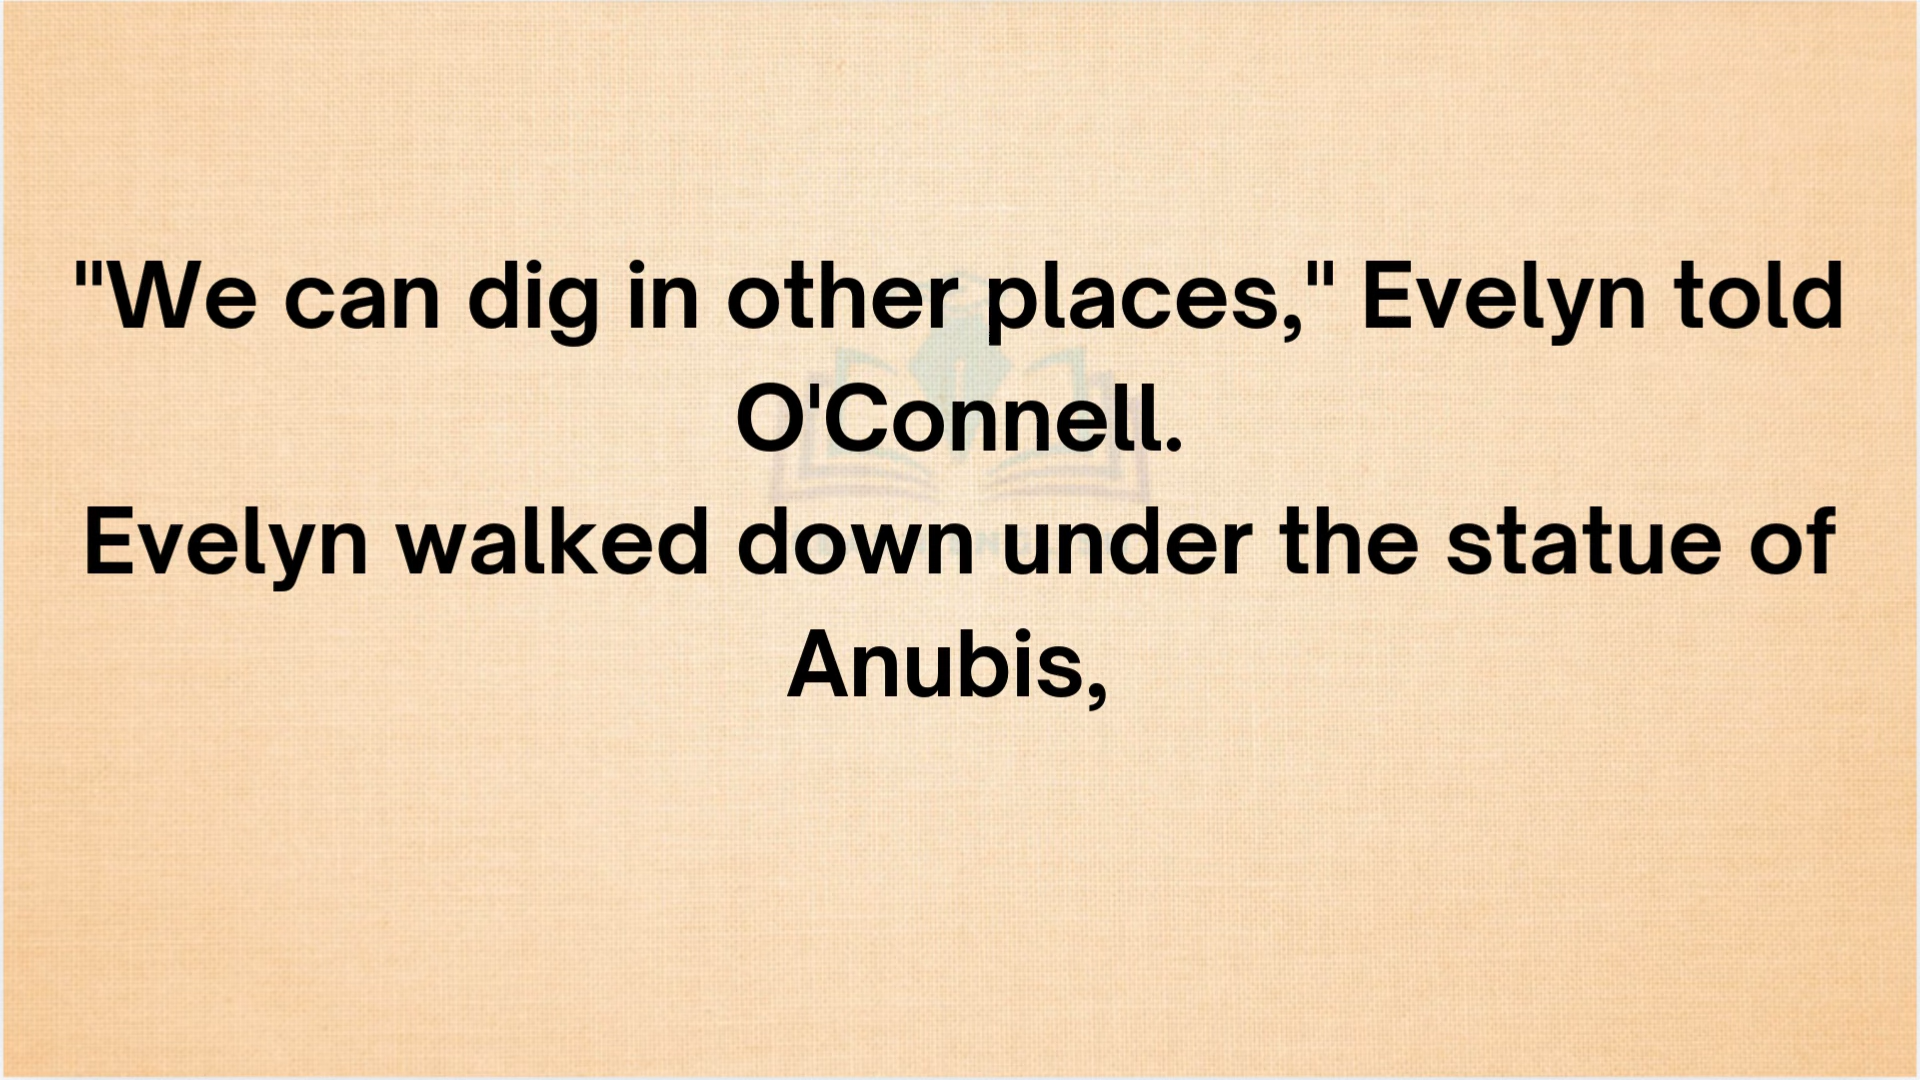 "We can dig in other places," Evelyn told
O'Connell.
Evelyn walked down under the statue of
Anubis,